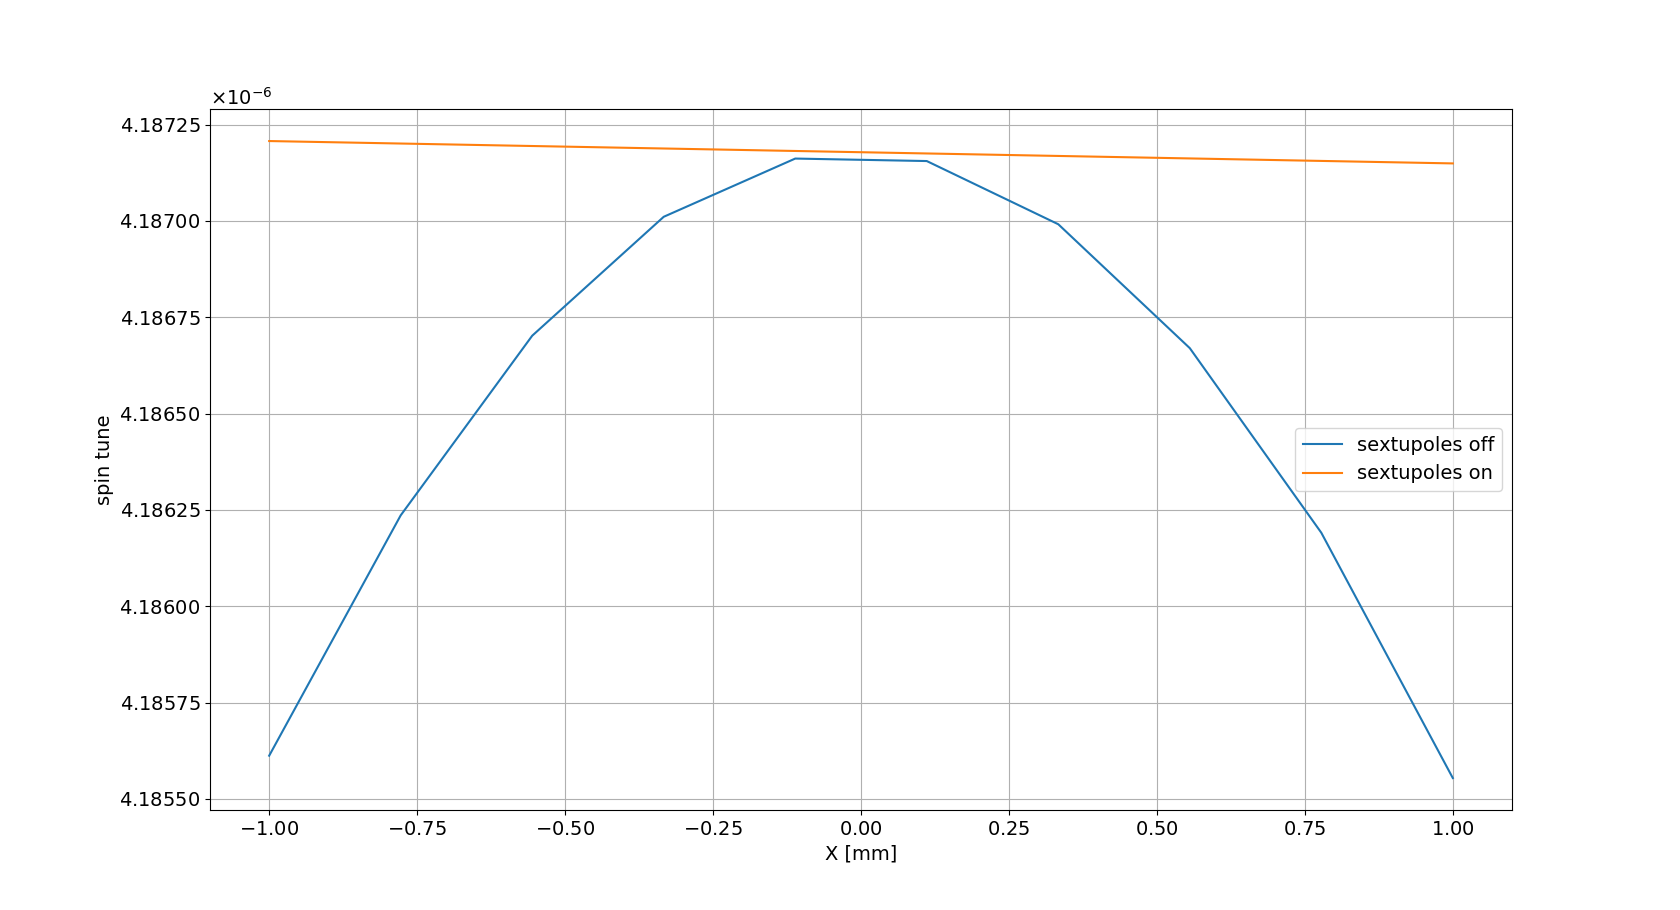 ×10⁻⁶
4.18725
4.18700
4.18675
4.18650
4.18625
4.18600
4.18575
4.18550
spin tune
sextupoles off
sextupoles on
−1.00 −0.75 −0.50 −0.25 0.00 0.25 0.50 0.75 1.00
X [mm]